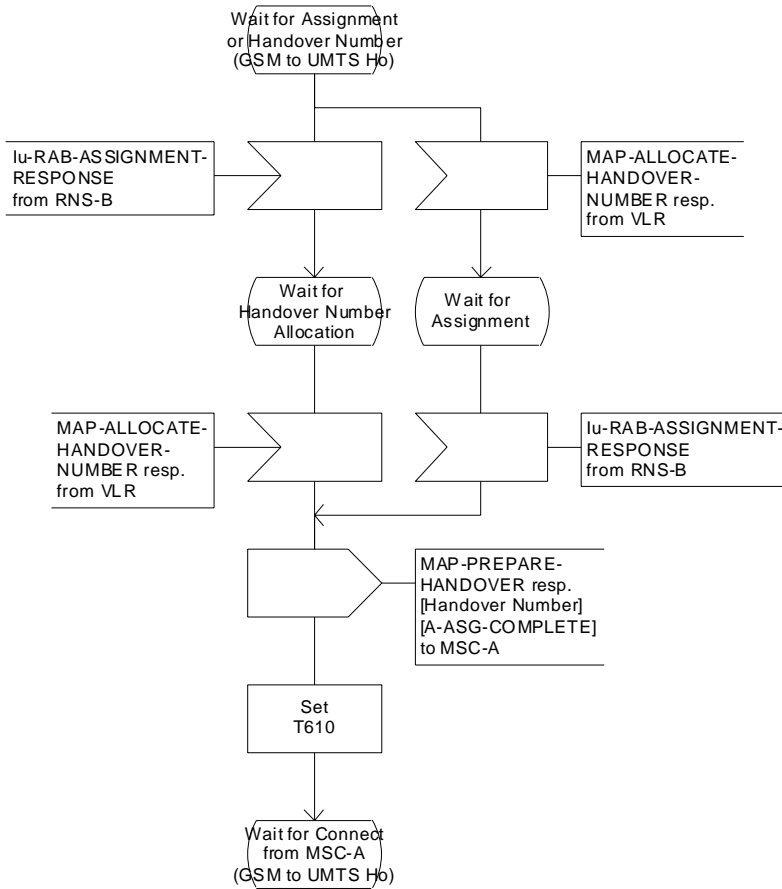 Wait for Assignment
or Handover Number
(GSM to UMTS Ho)
Iu-RAB-ASSIGNMENT-
RESPONSE
from RNS-B
MAP-ALLOCATE-
HANDOVER-
NUMBER resp.
from VLR
Wait for
Handover Number
Allocation
Wait for
Assignment
MAP-ALLOCATE-
HANDOVER-
NUMBER resp.
from VLR
Iu-RAB-ASSIGNMENT-
RESPONSE
from RNS-B
MAP-PREPARE-
HANDOVER resp.
[Handover Number]
[A-ASG-COMPLETE]
to MSC-A
Set
T610
Wait for Connect
from MSC-A
(GSM to UMTS Ho)